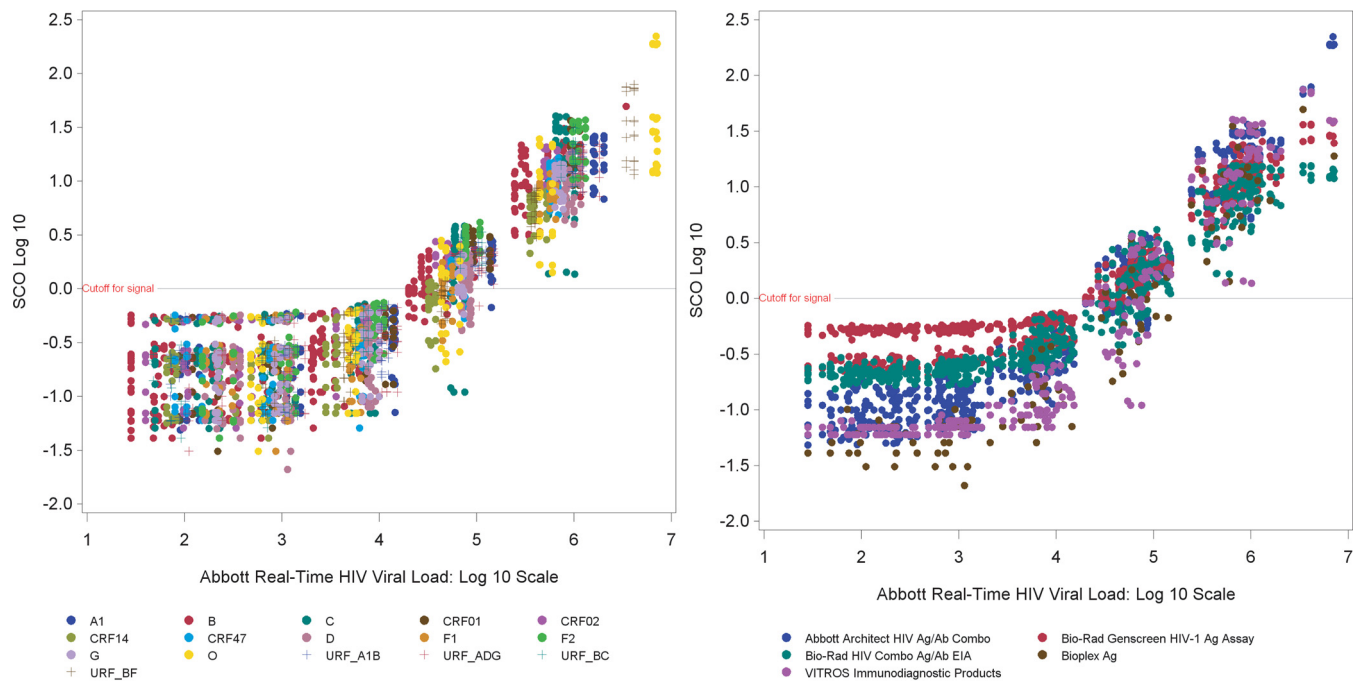 2.5
2.0
1.5
1.0
0.5
0.0
-0.5
-1.0
-1.5
-2.0
SCO Log 10
Cutoff for signal
1 2 3 4 5 6 7
Abbott Real-Time HIV Viral Load: Log 10 Scale
A1 B C CRF01 CRF02
CRF14 CRF47 D F1 F2
G O URF_A1B URF_ADG URF_BC
URF_BF
2.5
2.0
1.5
1.0
0.5
0.0
-0.5
-1.0
-1.5
-2.0
SCO Log 10
Cutoff for signal
1 2 3 4 5 6 7
Abbott Real-Time HIV Viral Load: Log 10 Scale
Abbott Architect HIV Ag/Ab Combo Bio-Rad Genscreen HIV-1 Ag Assay
Bio-Rad HIV Combo Ag/Ab EIA Bioplex Ag
VITROS Immunodiagnostic Products